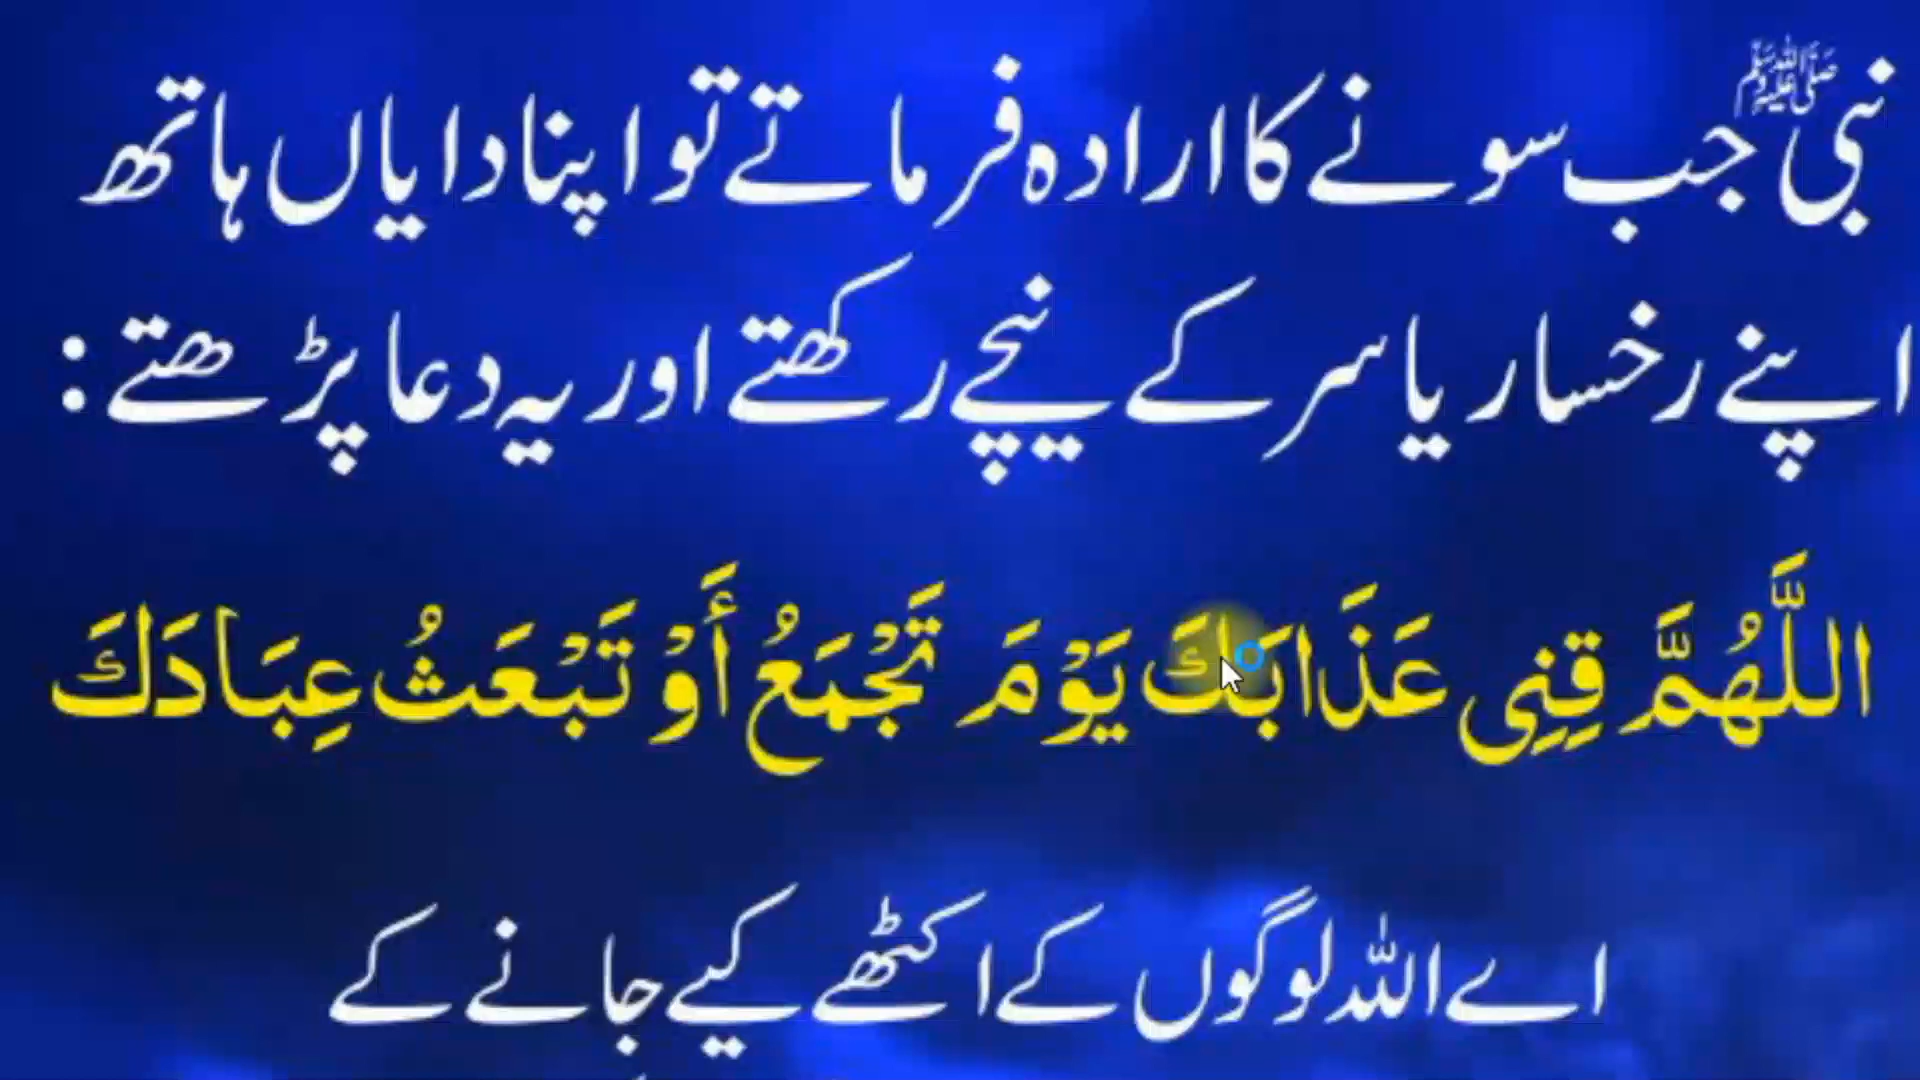 نبی ﷺ جب سونے کا ارادہ فرماتے تو اپنا دایاں ہاتھ
اپنے رخسار یا سر کے نیچے رکھتے اور یہ دعا پڑھتے :
اللَّهُمَّ قِنِي عَذَابَكَ يَوْمَ تَجْمَعُ أَوْ تَبْعَثُ عِبَادَكَ
اے اللہ لوگوں کے اکٹھے کیے جانے کے